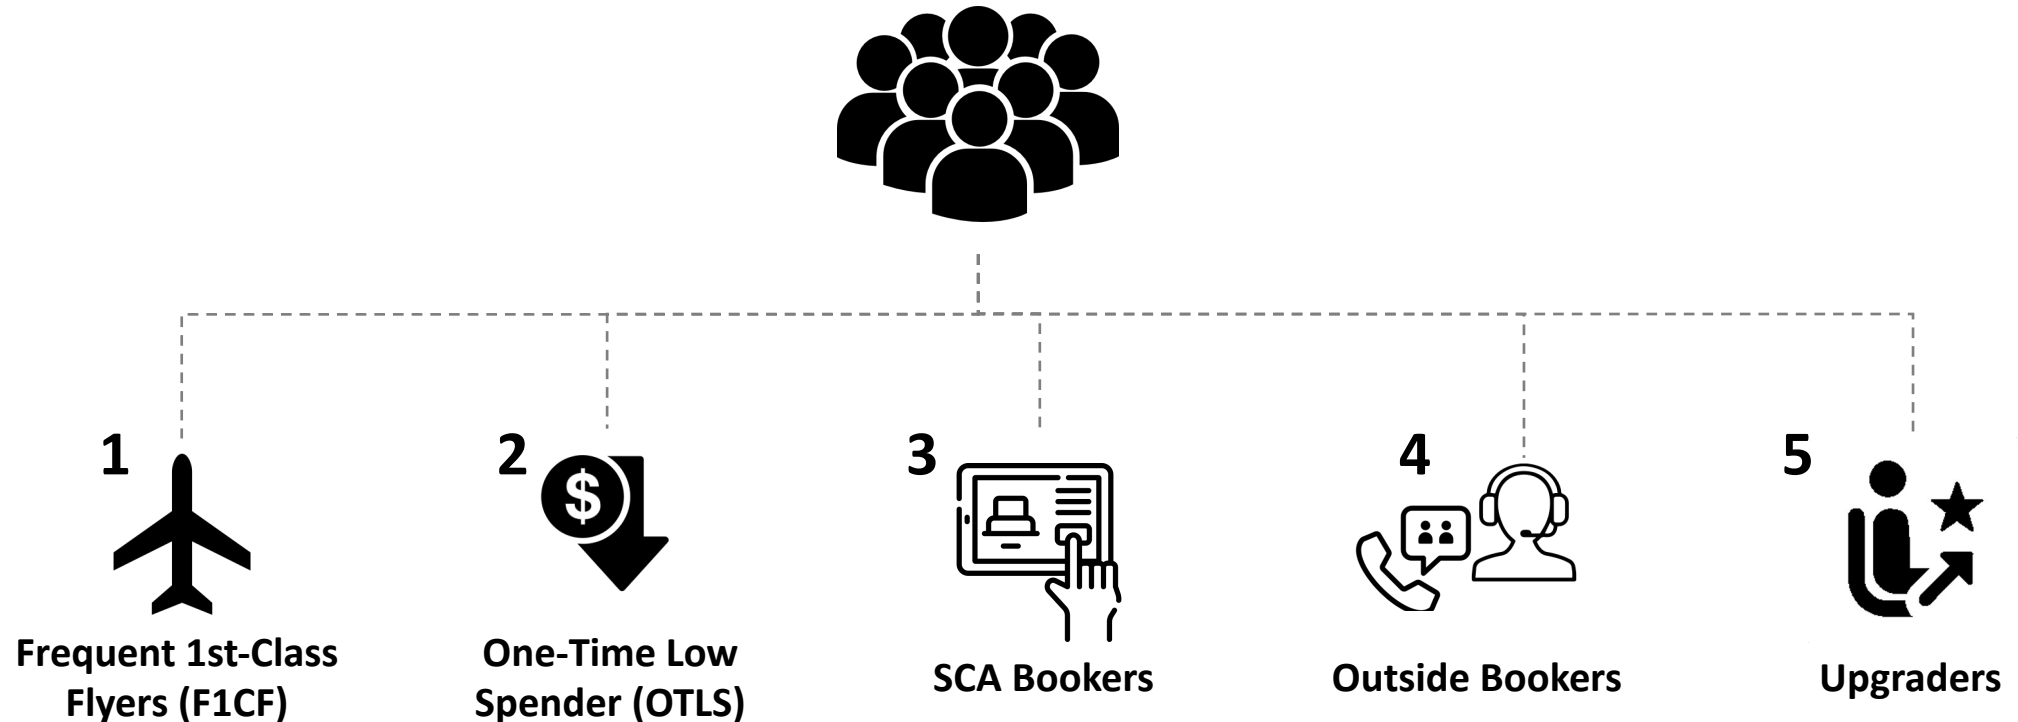 1
2
3
4
5
$
Frequent 1st-Class
Flyers (F1CF)
One-Time Low
Spender (OTLS)
SCA Bookers
Outside Bookers
Upgraders